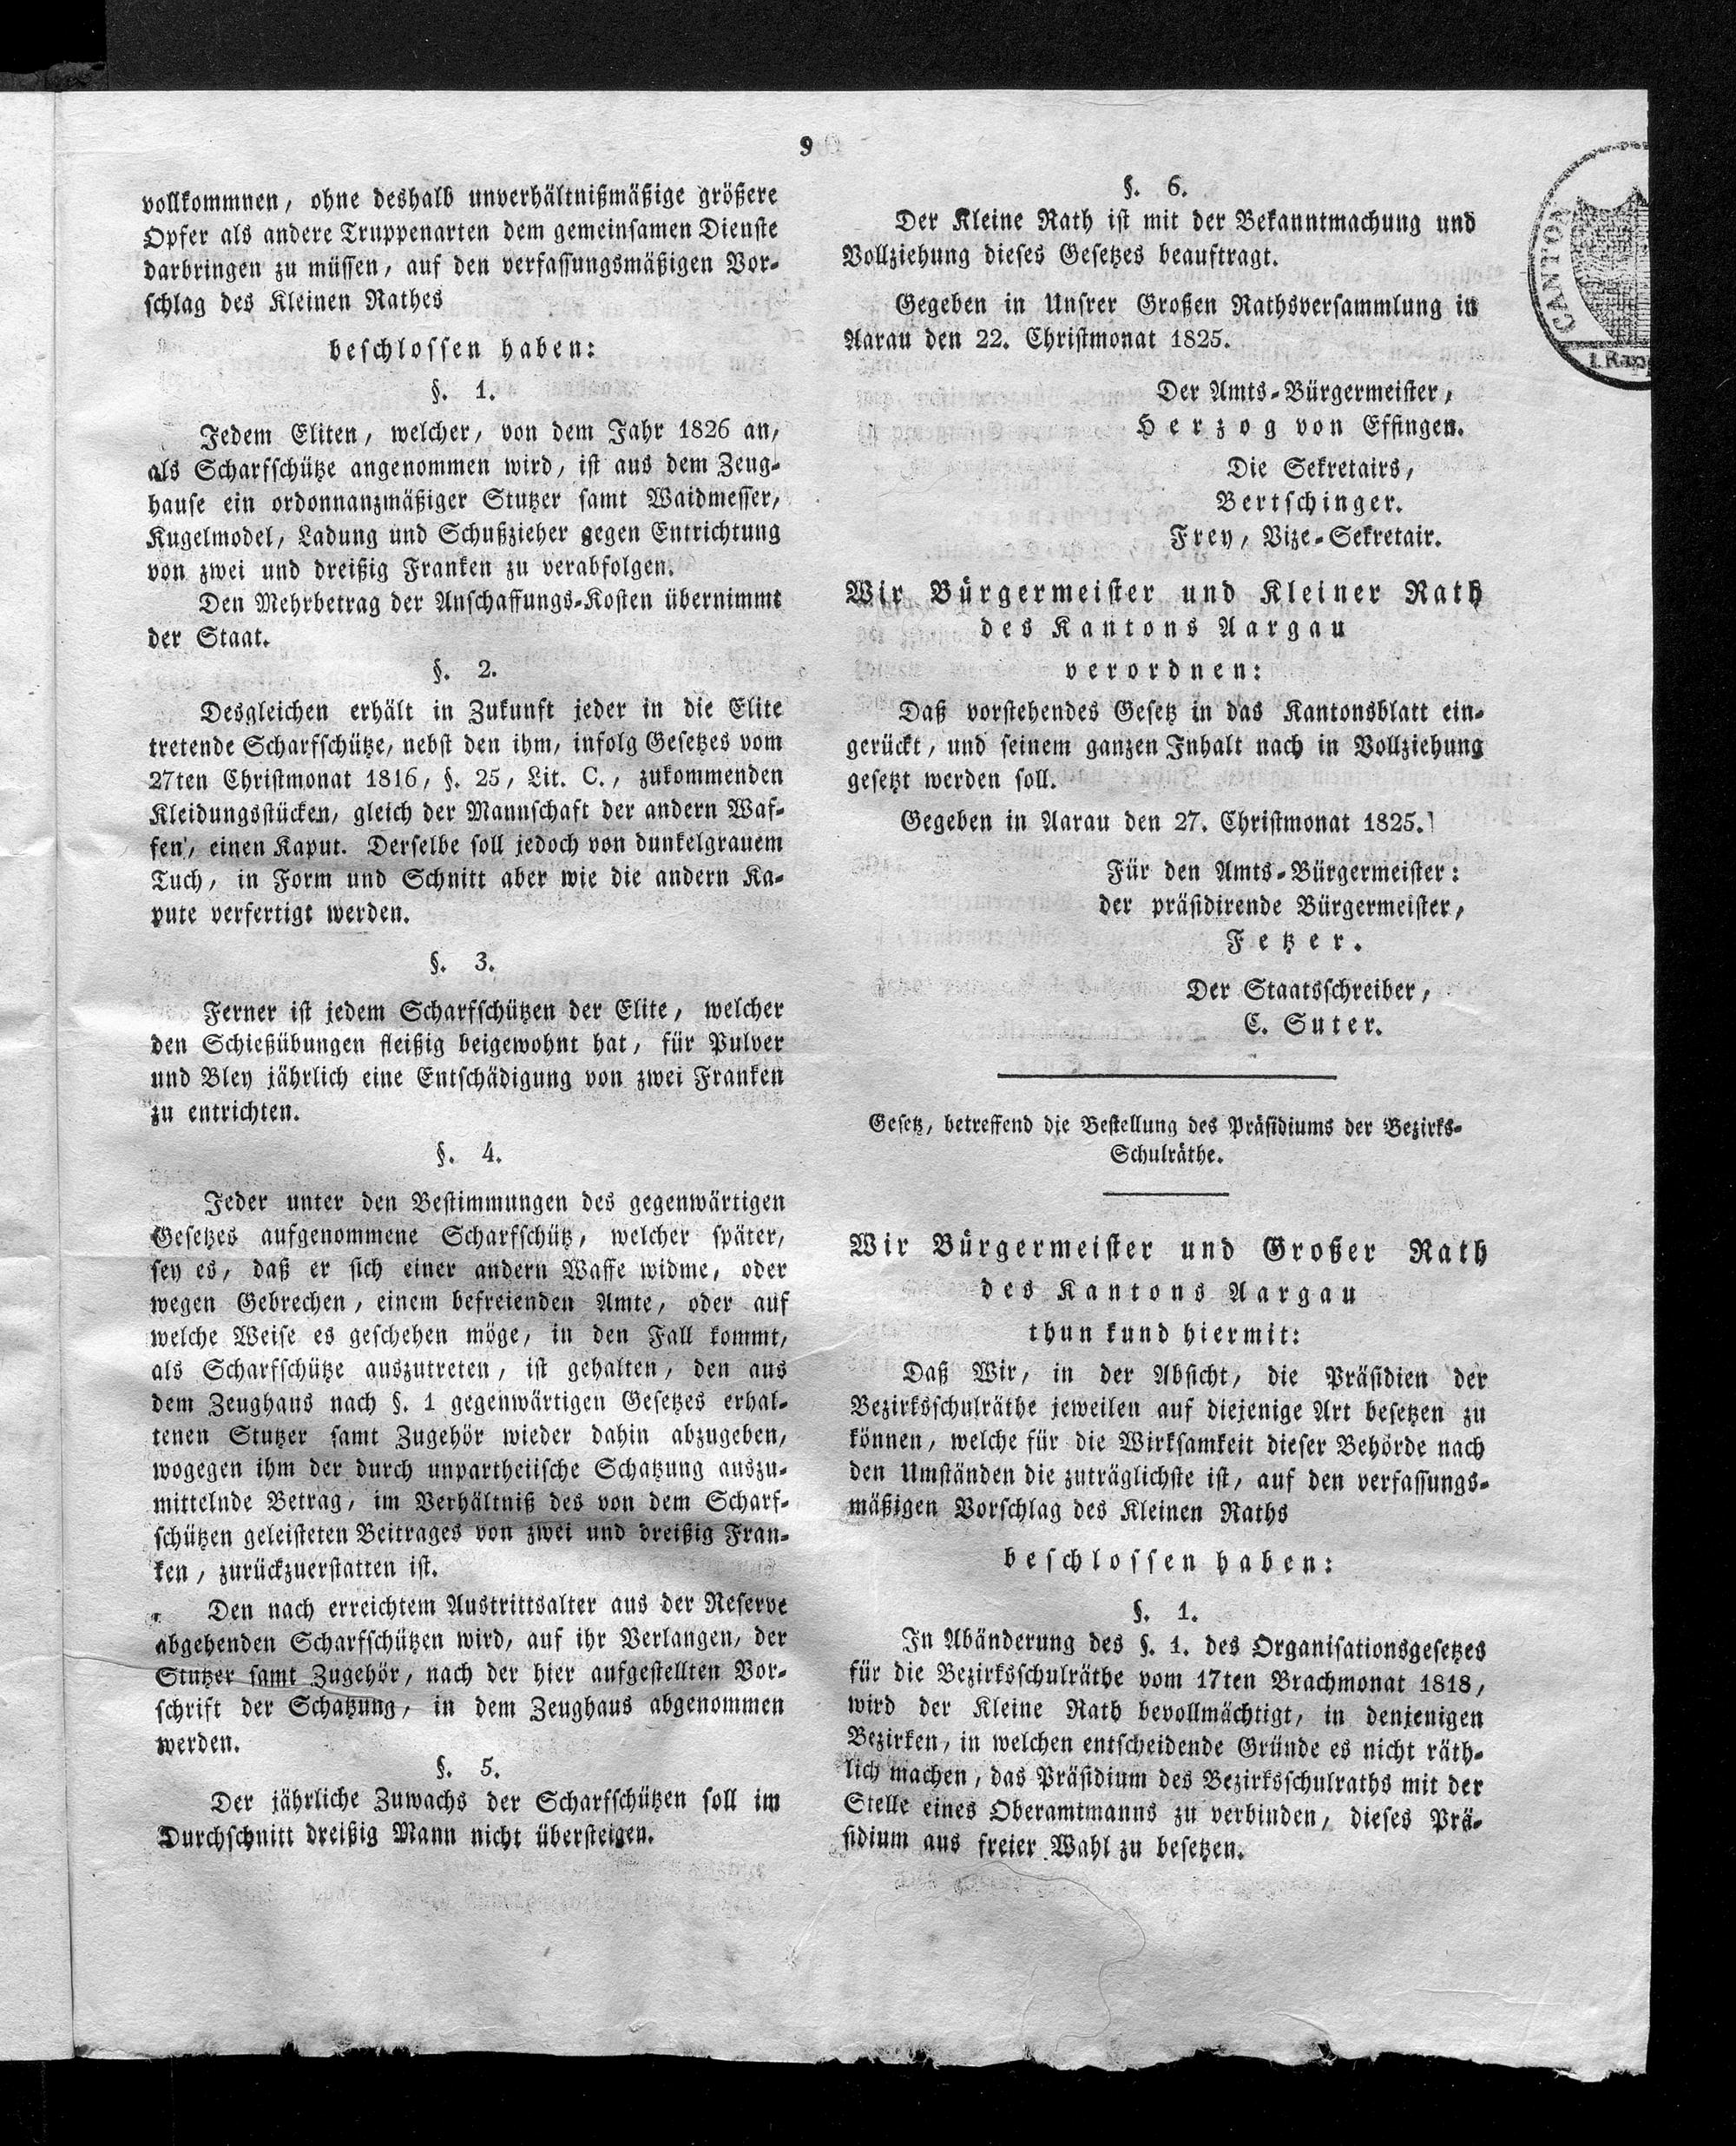 9
vollkommnen, ohne deshalb unverhältnißmäßige größere
Opfer als andere Truppenarten dem gemeinsamen Dienste
darbringen zu müssen, auf den verfassungsmäßigen Vor-
schlag des Kleinen Rathes
beschlossen haben:
§. 1.
Jedem Eliten, welcher, von dem Jahr 1826 an,
als Scharfschütze angenommen wird, ist aus dem Zeug-
hause ein ordonnanzmäßiger Stutzer samt Waidmesser,
Kugelmodel, Ladung und Schußzieher gegen Entrichtung
von zwei und dreißig Franken zu verabfolgen.
Den Mehrbetrag der Anschaffungs-Kosten übernimmt
der Staat.
§. 2.
Desgleichen erhält in Zukunft jeder in die Elite
tretende Scharfschütze, nebst den ihm, infolg Gesetzes vom
27ten Christmonat 1816, §. 25, Lit. C., zukommenden
Kleidungsstücken, gleich der Mannschaft der andern Waf-
fen, einen Kaput. Derselbe soll jedoch von dunkelgrauem
Tuch, in Form und Schnitt aber wie die andern Ka-
pute verfertigt werden.
§. 3.
Ferner ist jedem Scharfschützen der Elite, welcher
den Schießübungen fleißig beigewohnt hat, für Pulver
und Bley jährlich eine Entschädigung von zwei Franken
zu entrichten.
§. 4.
Jeder unter den Bestimmungen des gegenwärtigen
Gesetzes aufgenommene Scharfschütz, welcher später,
sey es, daß er sich einer andern Waffe widme, oder
wegen Gebrechen, einem befreienden Amte, oder auf
welche Weise es geschehen möge, in den Fall kommt,
als Scharfschütze auszutreten, ist gehalten, den aus
dem Zeughaus nach §. 1 gegenwärtigen Gesetzes erhal-
tenen Stutzer samt Zugehör wieder dahin abzugeben,
wogegen ihm der durch unpartheiische Schatzung auszu-
mittelnde Betrag, im Verhältniß des von dem Scharf-
schützen geleisteten Beitrages von zwei und dreißig Fran-
ken, zurückzuerstatten ist.
Den nach erreichtem Austrittsalter aus der Reserve
abgehenden Scharfschützen wird, auf ihr Verlangen, der
Stutzer samt Zugehör, nach der hier aufgestellten Vor-
schrift der Schatzung, in dem Zeughaus abgenommen
werden.
§. 5.
Der jährliche Zuwachs der Scharfschützen soll im
Durchschnitt dreißig Mann nicht übersteigen.
§. 6.
Der Kleine Rath ist mit der Bekanntmachung und
Vollziehung dieses Gesetzes beauftragt.
Gegeben in Unsrer Großen Rathsversammlung in
Aarau den 22. Christmonat 1825.
Der Amts-Bürgermeister,
Herzog von Effingen.
Die Sekretairs,
Bertschinger.
Frey, Vize-Sekretair.
Wir Bürgermeister und Kleiner Rath
des Kantons Aargau
verordnen:
Daß vorstehendes Gesetz in das Kantonsblatt ein-
gerückt, und seinem ganzen Inhalt nach in Vollziehung
gesetzt werden soll.
Gegeben in Aarau den 27. Christmonat 1825.
Für den Amts-Bürgermeister:
der präsidirende Bürgermeister,
Fetzer.
Der Staatsschreiber,
C. Suter.
Gesetz, betreffend die Bestellung des Präsidiums der Bezirks-
Schulräthe.
Wir Bürgermeister und Großer Rath
des Kantons Aargau
thun kund hiermit:
Daß Wir, in der Absicht, die Präsidien der
Bezirksschulräthe jeweilen auf diejenige Art besetzen zu
können, welche für die Wirksamkeit dieser Behörde nach
den Umständen die zuträglichste ist, auf den verfassungs-
mäßigen Vorschlag des Kleinen Raths
beschlossen haben:
§. 1.
In Abänderung des §. 1. des Organisationsgesetzes
für die Bezirksschulräthe vom 17ten Brachmonat 1818,
wird der Kleine Rath bevollmächtigt, in denjenigen
Bezirken, in welchen entscheidende Gründe es nicht räth-
lich machen, das Präsidium des Bezirksschulraths mit der
Stelle eines Oberamtmanns zu verbinden, dieses Prä-
sidium aus freier Wahl zu besetzen.
CANTON
1. Rap